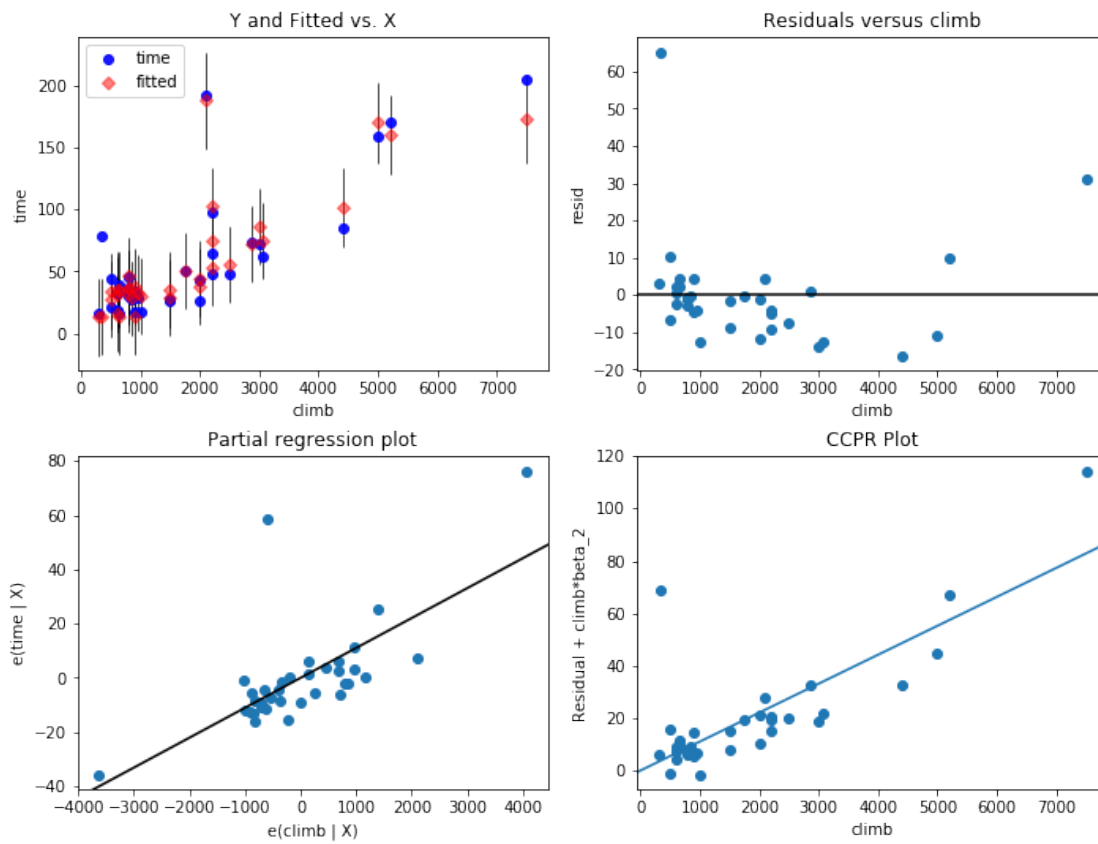 Y and Fitted vs. X
time
fitted
200
150
100
50
0
time
0 1000 2000 3000 4000 5000 6000 7000
climb
Residuals versus climb
60
50
40
30
20
10
0
−10
−20
resid
0 1000 2000 3000 4000 5000 6000 7000
climb
Partial regression plot
80
60
40
20
0
−20
−40
e(time | X)
−4000 −3000 −2000 −1000 0 1000 2000 3000 4000
e(climb | X)
CCPR Plot
120
100
80
60
40
20
0
Residual + climb*beta_2
0 1000 2000 3000 4000 5000 6000 7000
climb